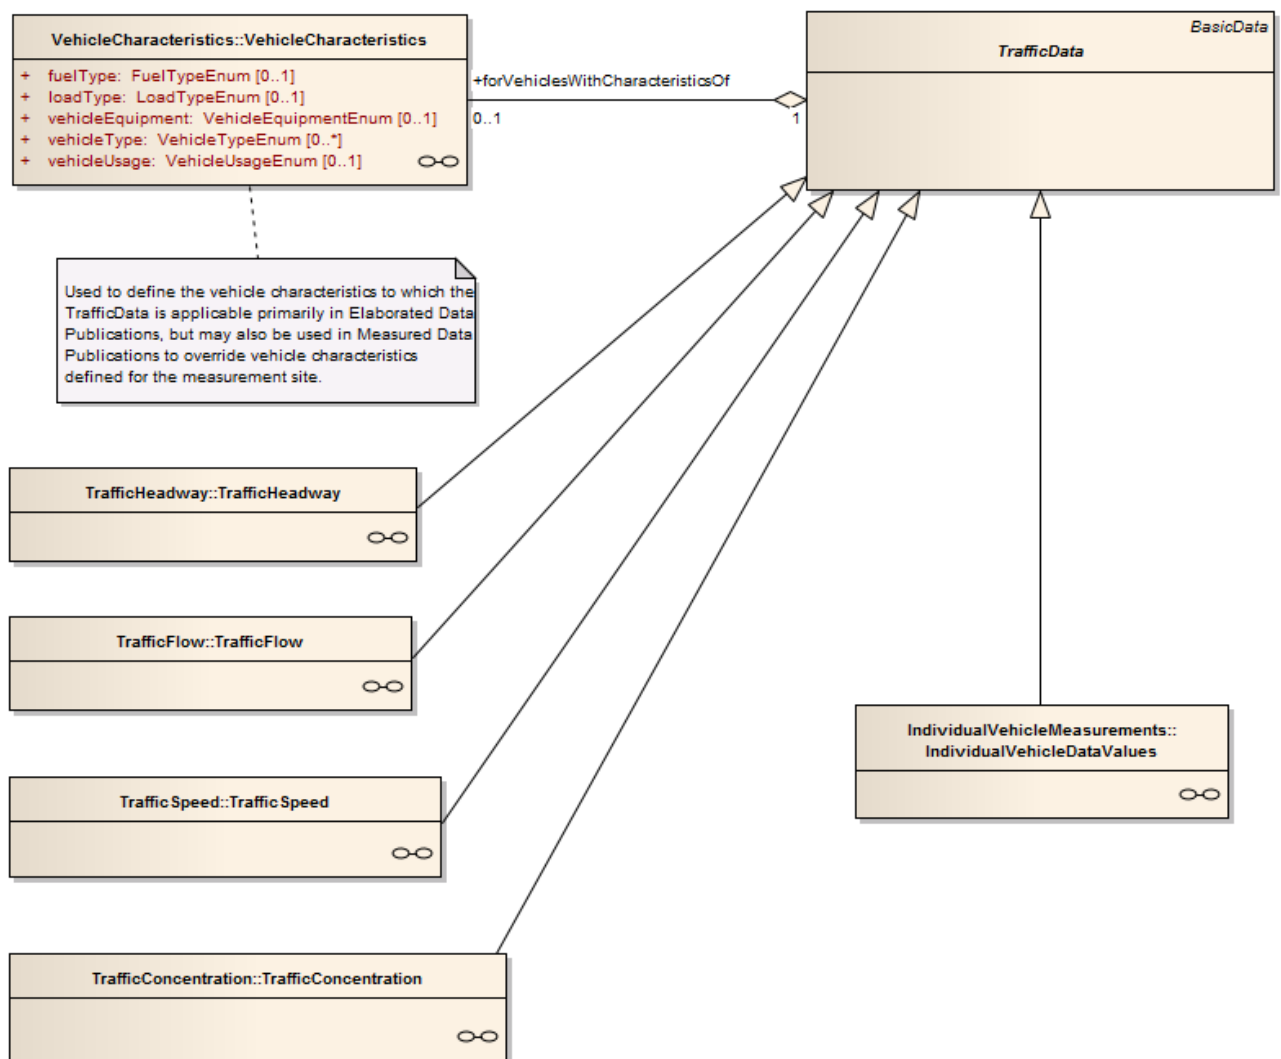 VehicleCharacteristics::VehicleCharacteristics
+ fuelType: FuelTypeEnum [0..1]
+ loadType: LoadTypeEnum [0..1]
+ vehicleEquipment: VehicleEquipmentEnum [0..1]
+ vehicleType: VehicleTypeEnum [0..*]
+ vehicleUsage: VehicleUsageEnum [0..1]
+forVehiclesWithCharacteristicsOf
0..1
1
BasicData
TrafficData
Used to define the vehicle characteristics to which the
TrafficData is applicable primarily in Elaborated Data
Publications, but may also be used in Measured Data
Publications to override vehicle characteristics
defined for the measurement site.
TrafficHeadway::TrafficHeadway
TrafficFlow::TrafficFlow
TrafficSpeed::TrafficSpeed
TrafficConcentration::TrafficConcentration
IndividualVehicleMeasurements::
IndividualVehicleDataValues